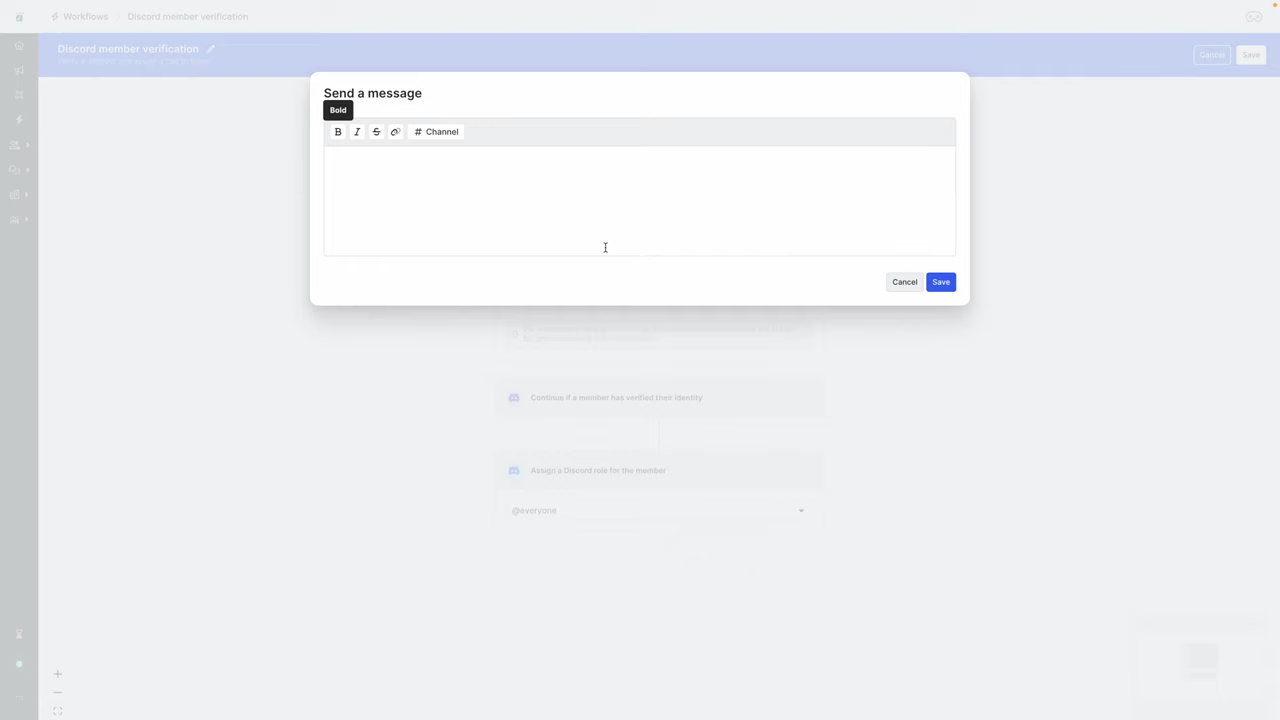 Workflows
Discord member verification
Discord member verification
Cancel
Save
Send a message
Bold
B I S # Channel
Cancel
Save
Continue if a member has verified their identity
Assign a Discord role for the member
@everyone